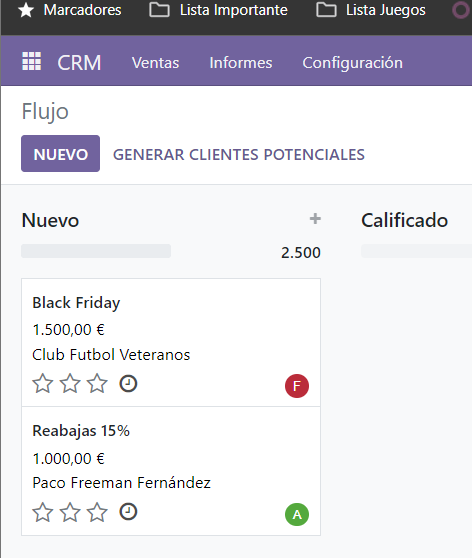 Marcadores Lista Importante Lista Juegos
CRM Ventas Informes Configuración
Flujo
NUEVO GENERAR CLIENTES POTENCIALES
Nuevo + Calificado
2.500
Black Friday
1.500,00 €
Club Futbol Veteranos
F
Reabajas 15%
1.000,00 €
Paco Freeman Fernández
A